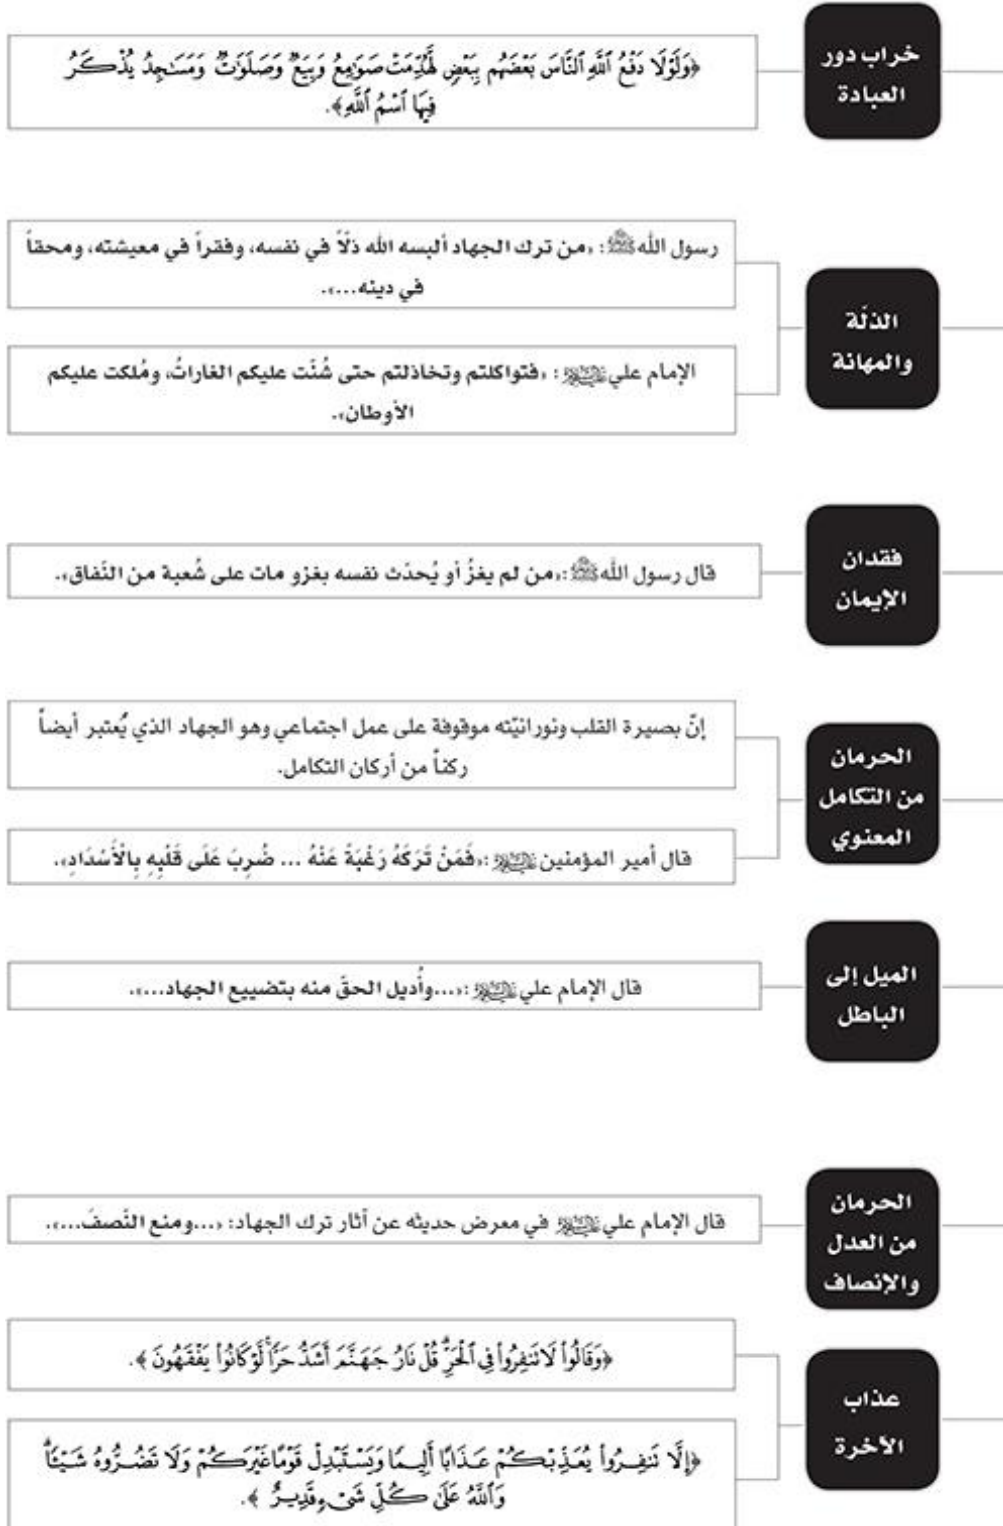 خراب دور
العبادة
﴿وَلَوْلَا دَفْعُ ٱللَّهِ ٱلنَّاسَ بَعْضَهُم بِبَعْضٍ لَّهُدِّمَتْ صَوَٰمِعُ وَبِيَعٌ وَصَلَوَٰتٌ وَمَسَٰجِدُ يُذْكَرُ
فِيهَا ٱسْمُ ٱللَّهِ﴾.
الذلّة
والمهانة
رسول الله ﷺ: «من ترك الجهاد ألبسه الله ذلّاً في نفسه، وفقراً في معيشته، ومحقاً
في دينه...».
الإمام علي عليه السلام: «فتواكلتم وتخاذلتم حتى شُنّت عليكم الغاراتُ، ومُلكت عليكم
الأوطان».
فقدان
الإيمان
قال رسول الله ﷺ: «من لم يغزُ أو يُحدّث نفسه بغزو مات على شُعبة من النّفاق».
الحرمان
من التكامل
المعنوي
إنّ بصيرة القلب ونورانيّته موقوفة على عمل اجتماعي وهو الجهاد الذي يُعتبر أيضاً
ركناً من أركان التكامل.
قال أمير المؤمنين عليه السلام: «فَمَنْ تَرَكَهُ رَغْبَةً عَنْهُ ... ضُرِبَ عَلَى قَلْبِهِ بِالْأَسْدَادِ».
الميل إلى
الباطل
قال الإمام علي عليه السلام: «...وأُديل الحقّ منه بتضييع الجهاد...».
الحرمان
من العدل
والإنصاف
قال الإمام علي عليه السلام في معرض حديثه عن أثار ترك الجهاد: «...ومنع النّصفَ...».
عذاب
الآخرة
﴿وَقَالُواْ لَا تَنفِرُواْ فِي ٱلْحَرِّ قُلْ نَارُ جَهَنَّمَ أَشَدُّ حَرًّا لَّوْ كَانُواْ يَفْقَهُونَ﴾.
﴿إِلَّا تَنفِرُواْ يُعَذِّبْكُمْ عَذَابًا أَلِيمًا وَيَسْتَبْدِلْ قَوْمًا غَيْرَكُمْ وَلَا تَضُرُّوهُ شَيْـًٔا
وَٱللَّهُ عَلَىٰ كُلِّ شَىْءٍ قَدِيرٌ﴾.